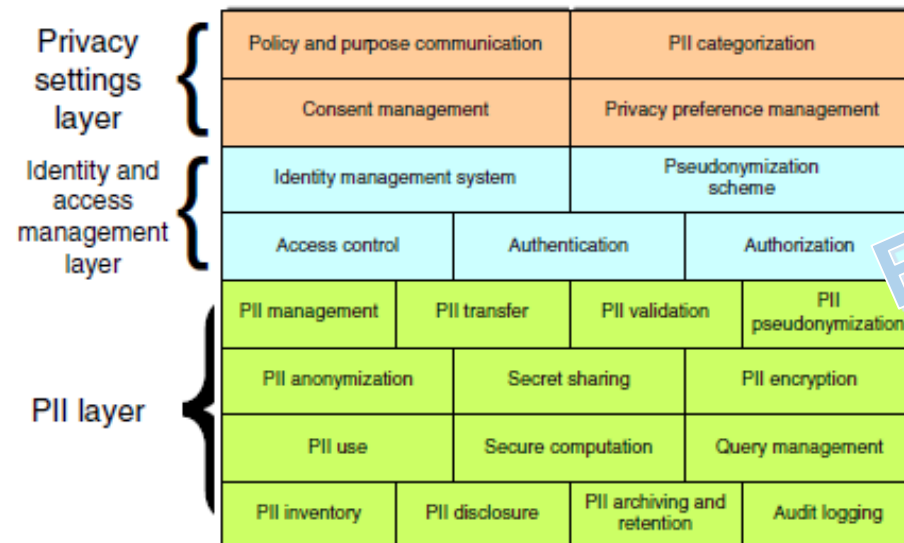 Privacy
settings
layer
Policy and purpose communication
PII categorization
Consent management
Privacy preference management
Identity and
access
management
layer
Identity management system
Pseudonymization
scheme
Access control
Authentication
Authorization
PII layer
PII management
PII transfer
PII validation
PII
pseudonymization
PII anonymization
Secret sharing
PII encryption
PII use
Secure computation
Query management
PII inventory
PII disclosure
PII archiving and
retention
Audit logging